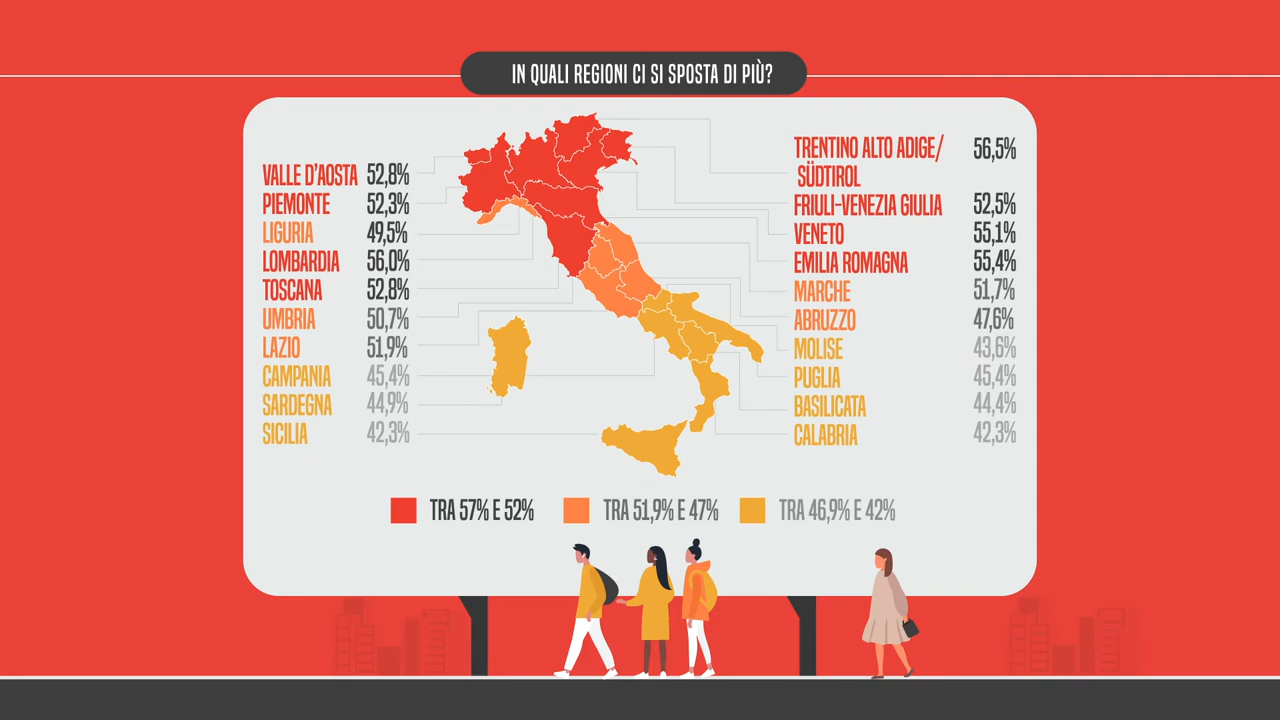 IN QUALI REGIONI CI SI SPOSTA DI PIÙ?
VALLE D'AOSTA 52,8%
PIEMONTE 52,3%
LIGURIA 49,5%
LOMBARDIA 56,0%
TOSCANA 52,8%
UMBRIA 50,7%
LAZIO 51,9%
CAMPANIA 45,4%
SARDEGNA 44,9%
SICILIA 42,3%
TRENTINO ALTO ADIGE/ 56,5%
SÜDTIROL
FRIULI-VENEZIA GIULIA 52,5%
VENETO 55,1%
EMILIA ROMAGNA 55,4%
MARCHE 51,7%
ABRUZZO 47,6%
MOLISE 43,6%
PUGLIA 45,4%
BASILICATA 44,4%
CALABRIA 42,3%
TRA 57% E 52%
TRA 51,9% E 47%
TRA 46,9% E 42%